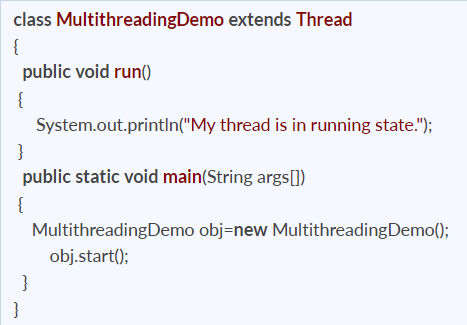 class MultithreadingDemo extends Thread
{
public void run()
{
System.out.println("My thread is in running state.");
}
public static void main(String args[])
{
MultithreadingDemo obj=new MultithreadingDemo();
obj.start();
}
}